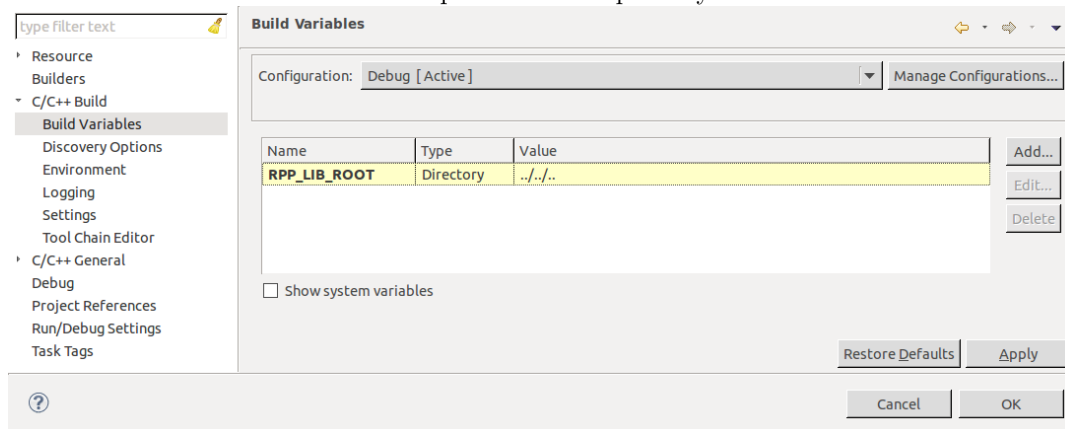 type filter text
Resource
Builders
C/C++ Build
Build Variables
Discovery Options
Environment
Logging
Settings
Tool Chain Editor
C/C++ General
Debug
Project References
Run/Debug Settings
Task Tags
Build Variables
Configuration: Debug [ Active ] Manage Configurations...
Name Type Value
RPP_LIB_ROOT Directory ../../..
Add...
Edit...
Delete
Show system variables
Restore Defaults Apply
? Cancel OK